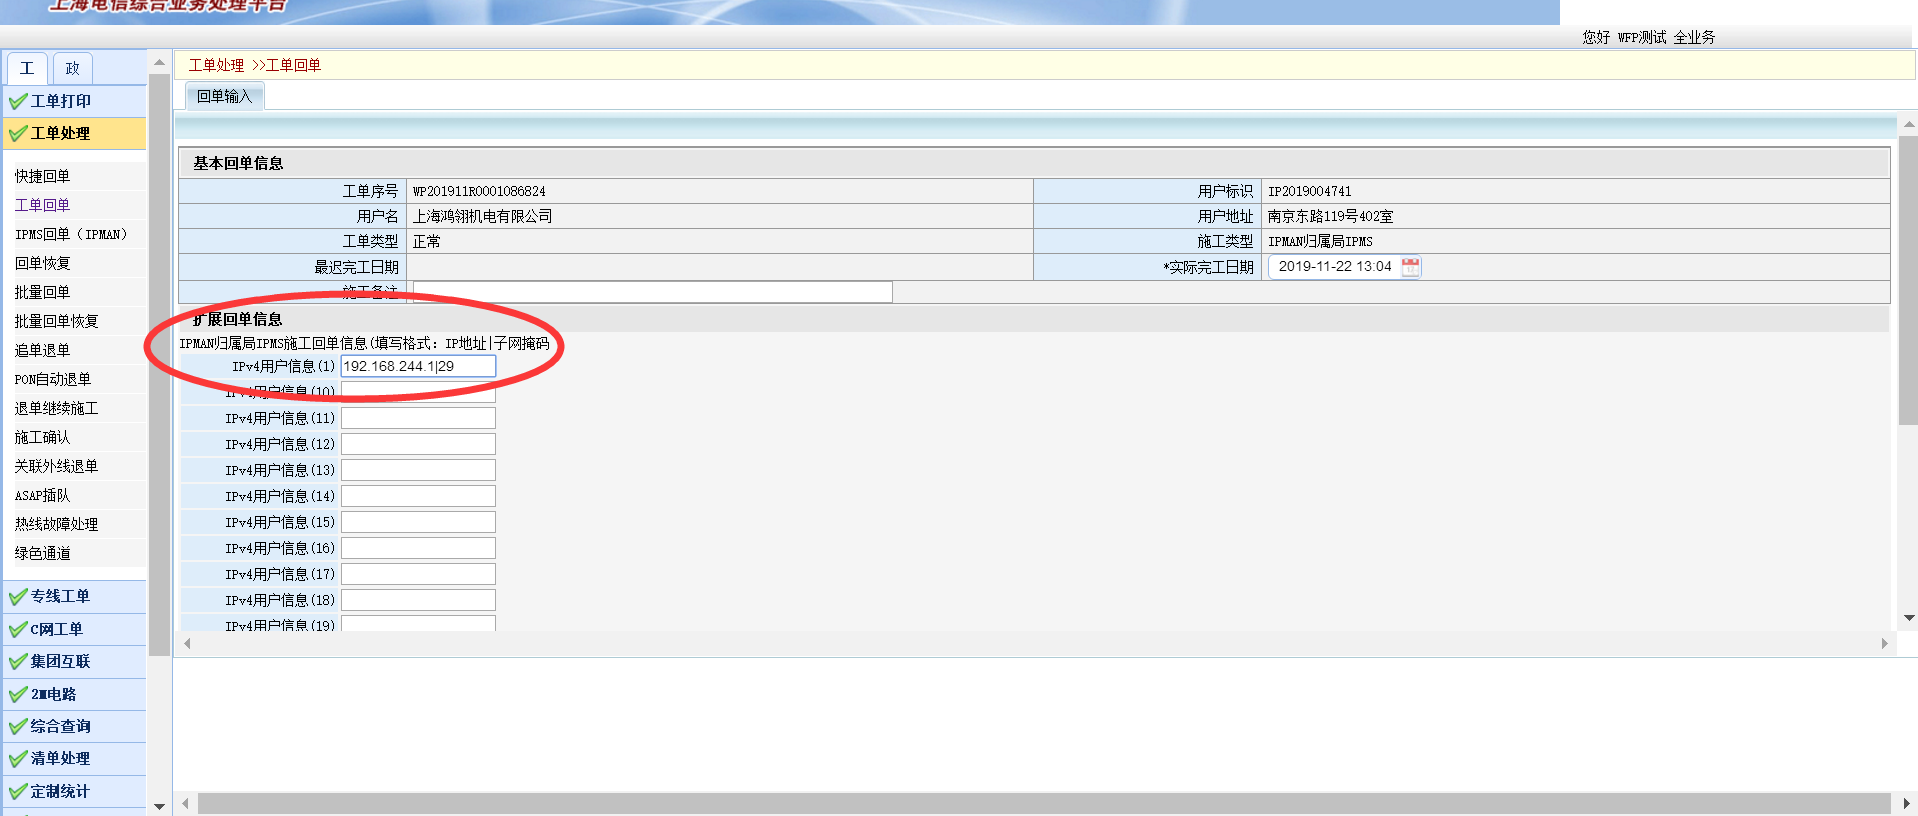 上海电信综合业务处理平台
您好 WFP测试 全业务
工 政
工单打印
工单处理
快捷回单
工单回单
IPMS回单（IPMAN）
回单恢复
批量回单
批量回单恢复
追单退单
PON自动退单
退单继续施工
施工确认
关联外线退单
ASAP插队
热线故障处理
绿色通道
专线工单
C网工单
集团互联
2M电路
综合查询
清单处理
定制统计
工单处理 >>工单回单
回单输入
基本回单信息
工单序号 WP201911R0001086824 用户标识 IP2019004741
用户名 上海鸿翎机电有限公司 用户地址 南京东路119号402室
工单类型 正常 施工类型 IPMAN归属局IPMS
最迟完工日期 *实际完工日期 2019-11-22 13:04
施工备注
扩展回单信息
IPMAN归属局IPMS施工回单信息(填写格式: IP地址|子网掩码
IPv4用户信息(1) 192.168.244.1|29
IPv4用户信息(10)
IPv4用户信息(11)
IPv4用户信息(12)
IPv4用户信息(13)
IPv4用户信息(14)
IPv4用户信息(15)
IPv4用户信息(16)
IPv4用户信息(17)
IPv4用户信息(18)
IPv4用户信息(19)